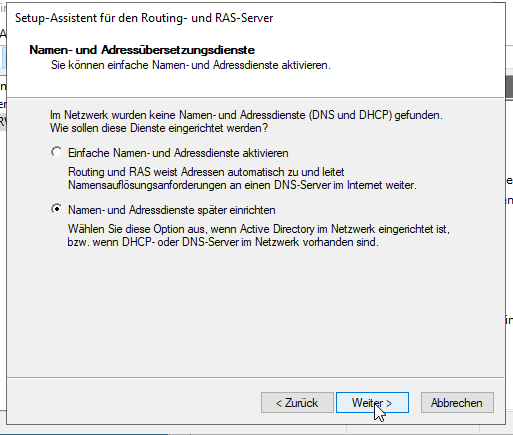 Setup-Assistent für den Routing- und RAS-Server
Namen- und Adressübersetzungsdienste
Sie können einfache Namen- und Adressdienste aktivieren.
Im Netzwerk wurden keine Namen- und Adressdienste (DNS und DHCP) gefunden.
Wie sollen diese Dienste eingerichtet werden?
Einfache Namen- und Adressdienste aktivieren
Routing und RAS weist Adressen automatisch zu und leitet
Namensauflösungsanforderungen an einen DNS-Server im Internet weiter.
Namen- und Adressdienste später einrichten
Wählen Sie diese Option aus, wenn Active Directory im Netzwerk eingerichtet ist,
bzw. wenn DHCP- oder DNS-Server im Netzwerk vorhanden sind.
< Zurück
Weiter >
Abbrechen